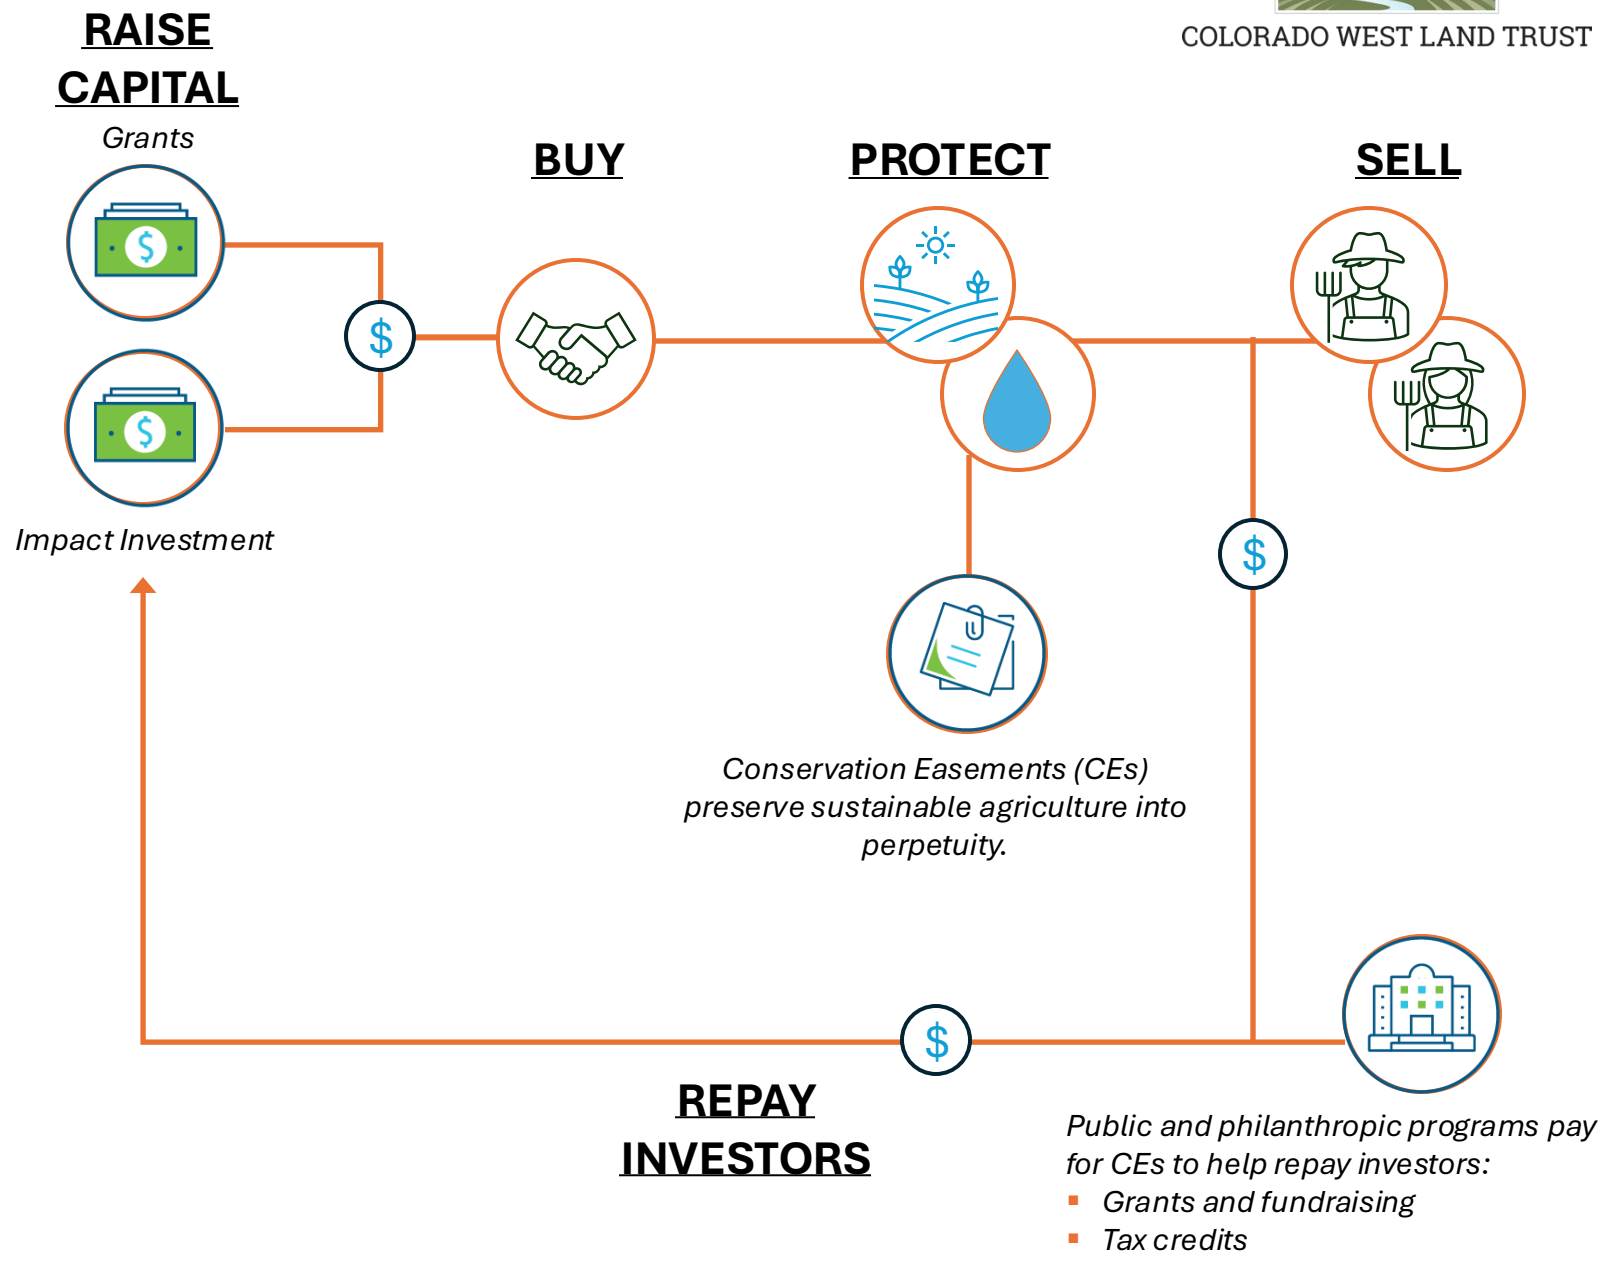 RAISE
CAPITAL
COLORADO WEST LAND TRUST
Grants
BUY
PROTECT
SELL
$
$
$
Impact Investment
$
Conservation Easements (CEs)
preserve sustainable agriculture into
perpetuity.
$
REPAY
INVESTORS
Public and philanthropic programs pay
for CEs to help repay investors:
▪ Grants and fundraising
▪ Tax credits